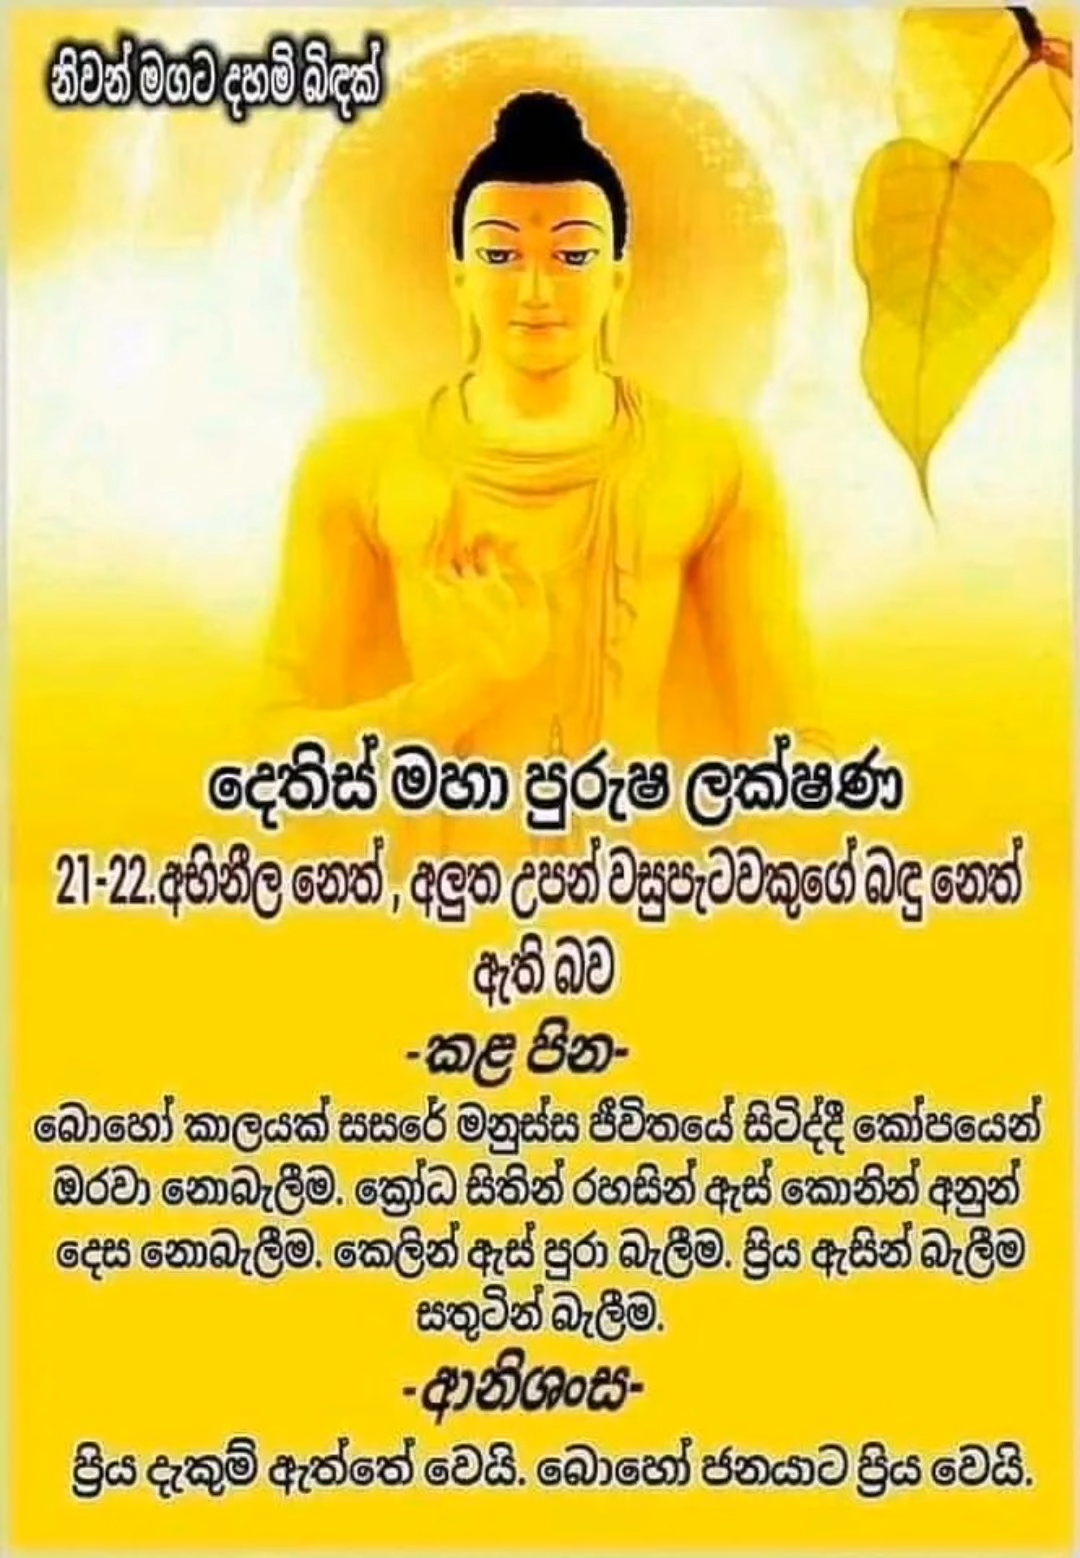 නිවන් මගට දහම් බිඳක්
දෙතිස් මහා පුරුෂ ලක්ෂණ
21-22.අභිනීල නෙත් , අලුත උපන් වසුපැටවකුගේ බඳු නෙත්
ඇති බව
-කළ පින-
බොහෝ කාලයක් සසරේ මනුස්ස ජීවිතයේ සිටිද්දී කෝපයෙන්
ඔරවා නොබැලීම. ක්‍රෝධ සිතින් රහසින් ඇස් කොනින් අනුන්
දෙස නොබැලීම. කෙලින් ඇස් පුරා බැලීම. ප්‍රිය ඇසින් බැලීම
සතුටින් බැලීම.
-ආනිශංස-
ප්‍රිය දැකුම් ඇත්තේ වෙයි. බොහෝ ජනයාට ප්‍රිය වෙයි.